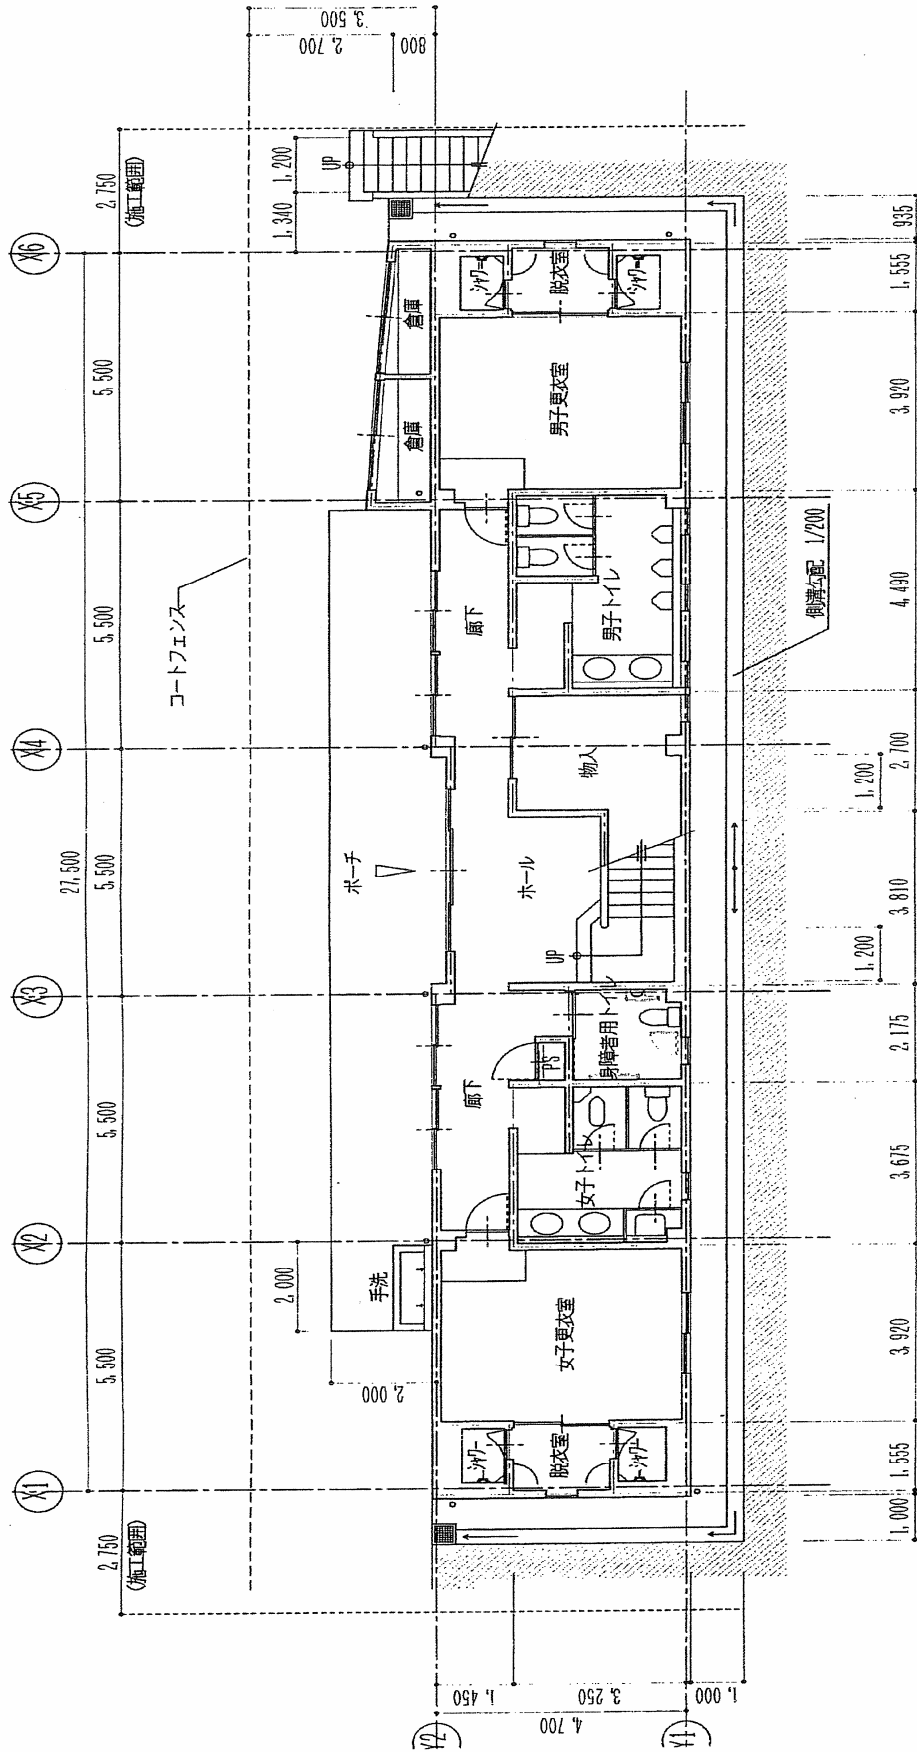 X1
X2
X3
X4
X5
X6
27,500
2,750
5,500
5,500
5,500
5,500
5,500
2,750
(施工範囲)
(施工範囲)
コートフェンス
3,500
2,700
800
1,340
1,200
UP
2,000
2,000
手洗
ポーチ
倉庫
倉庫
シャワー
脱衣室
シャワー
女子更衣室
廊下
女子トイレ
PS
身障者用トイレ
UP
ホール
物入
廊下
男子トイレ
男子更衣室
シャワー
脱衣室
シャワー
Y2
Y1
1,450
3,250
4,700
1,000
側溝勾配 1/200
1,200
1,200
1,000
1,555
3,920
3,675
2,175
3,810
2,700
4,490
3,920
1,555
935